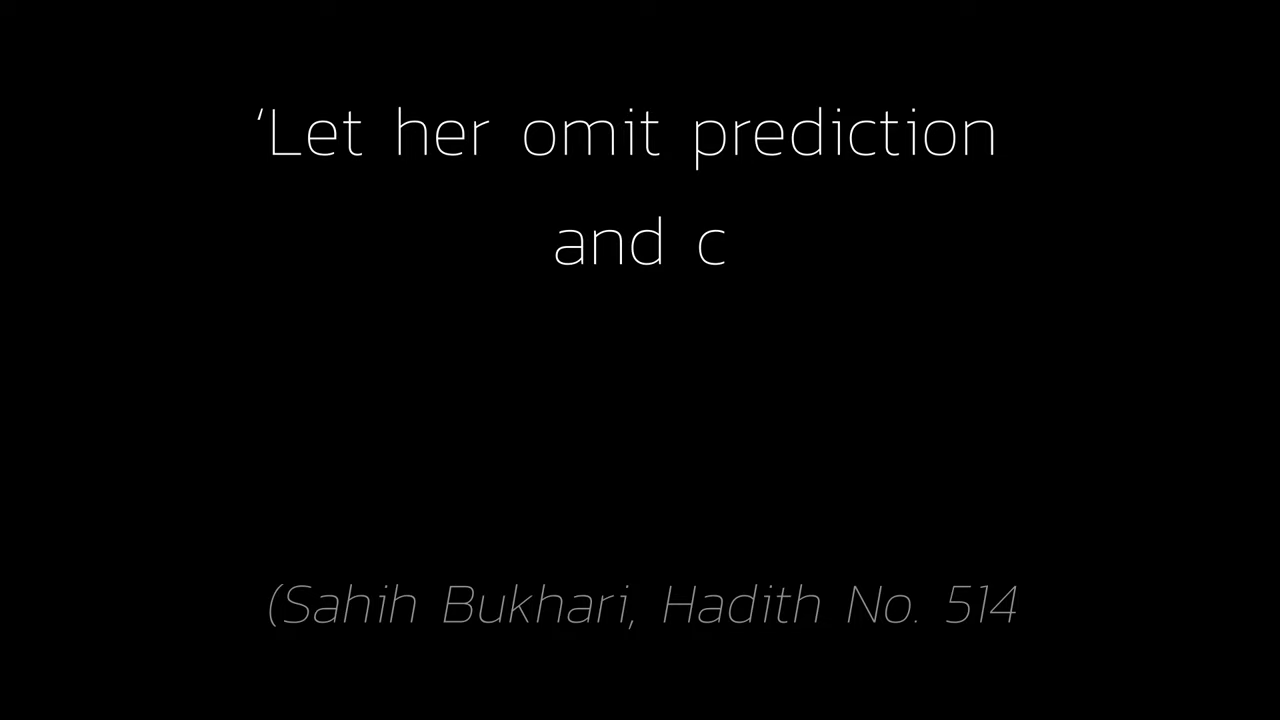 ‘Let her omit prediction
and c
(Sahih Bukhari, Hadith No. 514